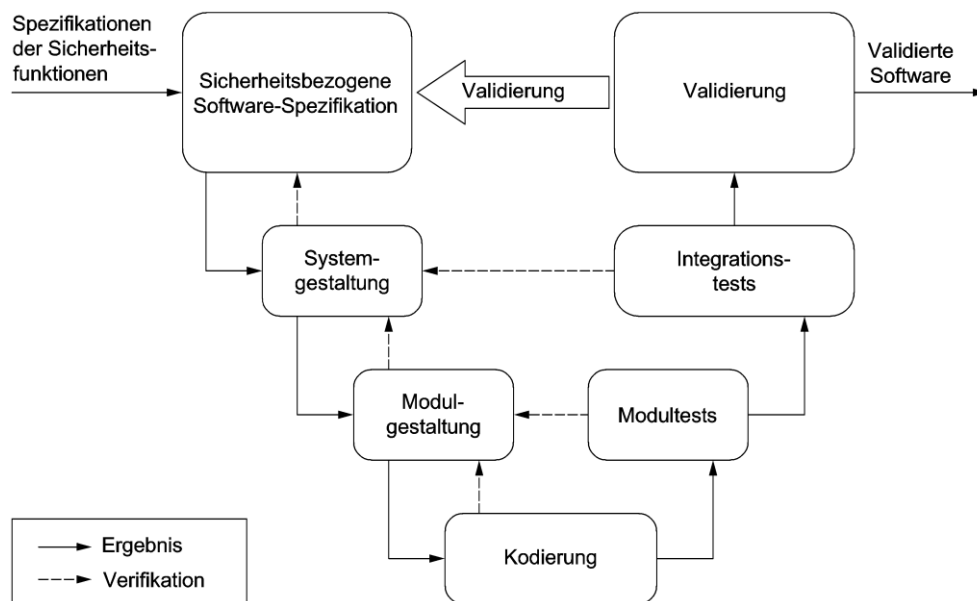 Spezifikationen
der Sicherheits-
funktionen
Sicherheitsbezogene
Software-Spezifikation
Validierung
Validierung
Validierte
Software
System-
gestaltung
Integrations-
tests
Modul-
gestaltung
Modultests
Kodierung
Ergebnis
Verifikation